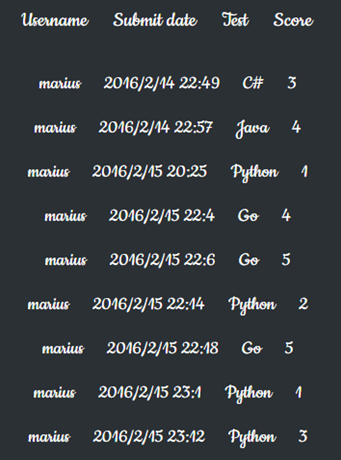 Username Submit date Test Score
marius 2016/2/14 22:49 C# 3
marius 2016/2/14 22:57 Java 4
marius 2016/2/15 20:25 Python 1
marius 2016/2/15 22:4 Go 4
marius 2016/2/15 22:6 Go 5
marius 2016/2/15 22:14 Python 2
marius 2016/2/15 22:18 Go 5
marius 2016/2/15 23:1 Python 1
marius 2016/2/15 23:12 Python 3